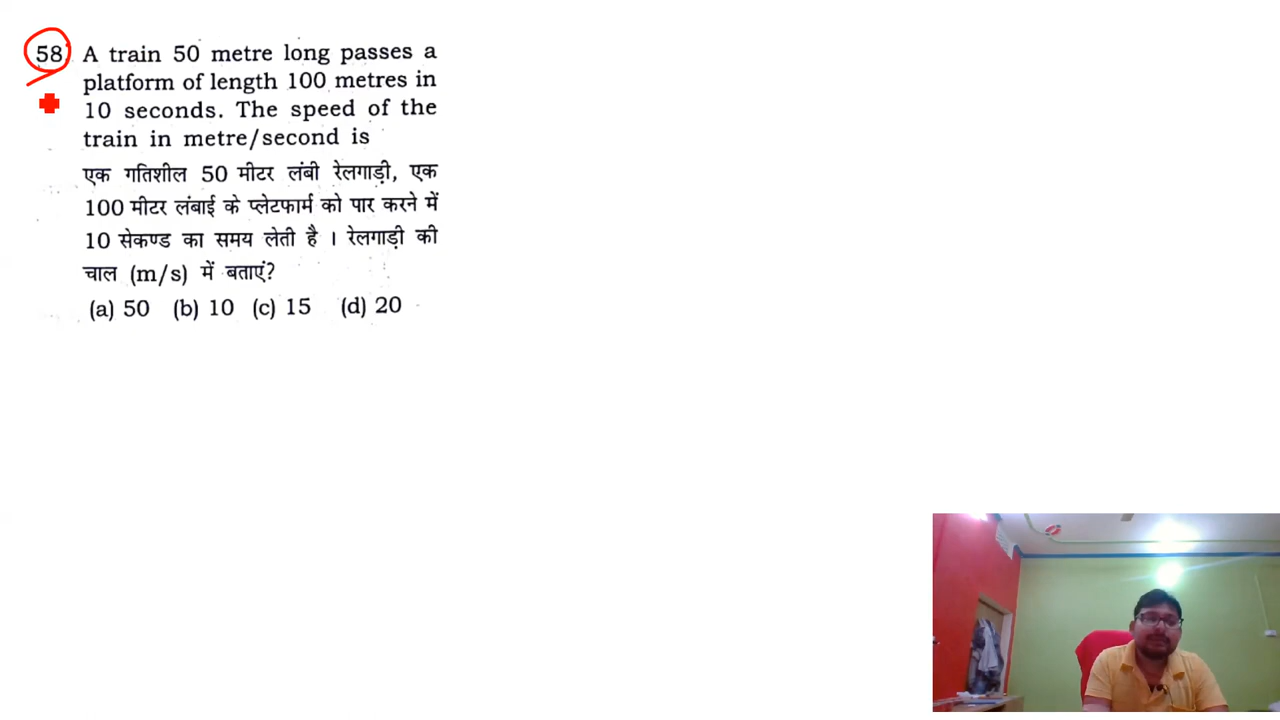 58. A train 50 metre long passes a
platform of length 100 metres in
10 seconds. The speed of the
train in metre/second is
एक गतिशील 50 मीटर लंबी रेलगाड़ी, एक
100 मीटर लंबाई के प्लेटफार्म को पार करने में
10 सेकण्ड का समय लेती है । रेलगाड़ी की
चाल (m/s) में बताएं?
(a) 50 (b) 10 (c) 15 (d) 20